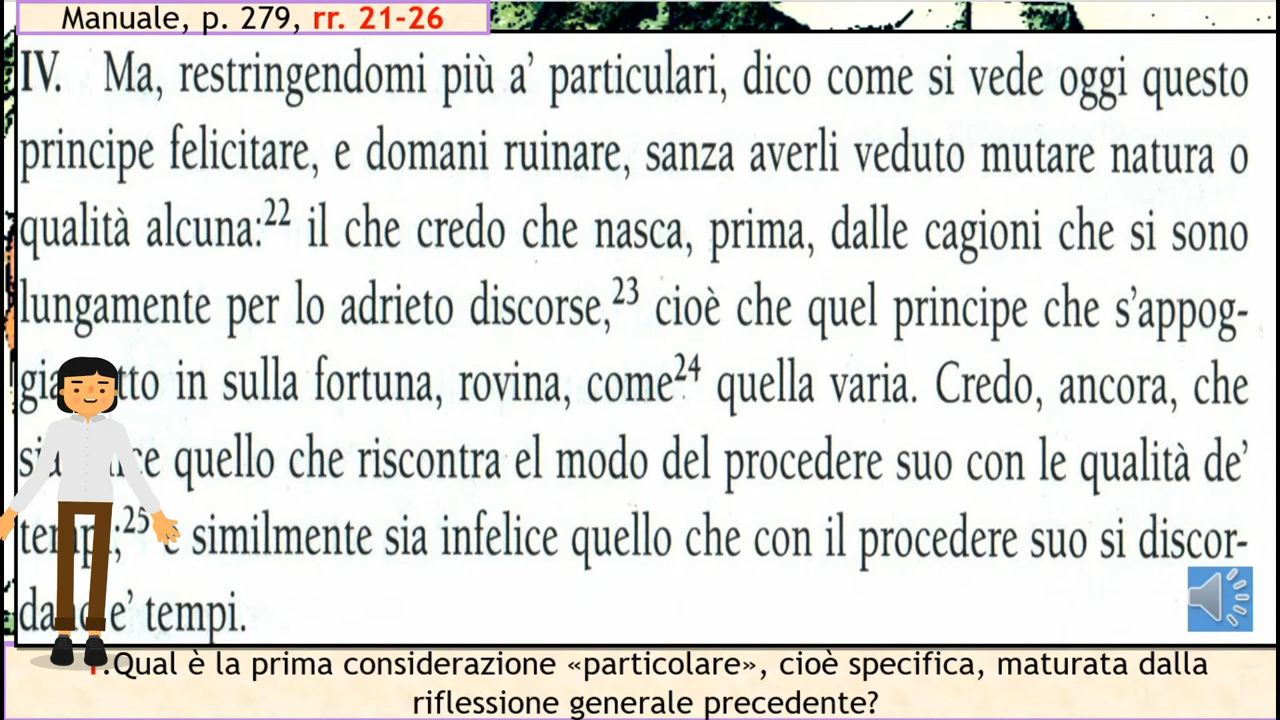 Manuale, p. 279, rr. 21-26
IV. Ma, restringendomi più a’ particulari, dico come si vede oggi questo
principe felicitare, e domani ruinare, sanza averli veduto mutare natura o
qualità alcuna:22 il che credo che nasca, prima, dalle cagioni che si sono
lungamente per lo adrieto discorse,23 cioè che quel principe che s’appog-
in sulla fortuna, rovina, come24 quella varia. Credo, ancora, che
quello che riscontra el modo del procedere suo con le qualità de’
25 e similmente sia infelice quello che con il procedere suo si discor-
e’ tempi.
.Qual è la prima considerazione «particolare», cioè specifica, maturata dalla
riflessione generale precedente?